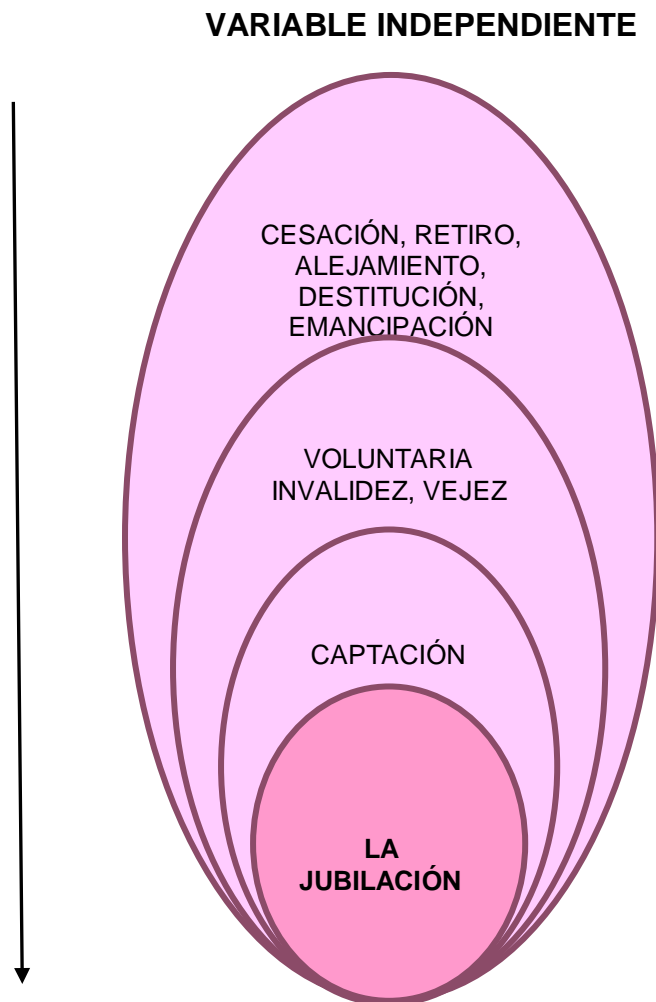 VARIABLE INDEPENDIENTE
CESACIÓN, RETIRO,
ALEJAMIENTO,
DESTITUCIÓN,
EMANCIPACIÓN
VOLUNTARIA
INVALIDEZ, VEJEZ
CAPTACIÓN
LA
JUBILACIÓN